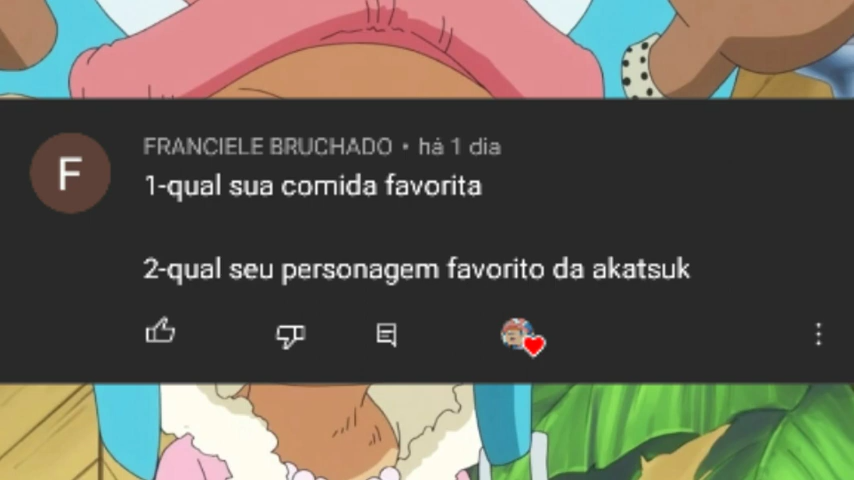 F
FRANCIELE BRUCHADO • há 1 dia
1-qual sua comida favorita
2-qual seu personagem favorito da akatsuk